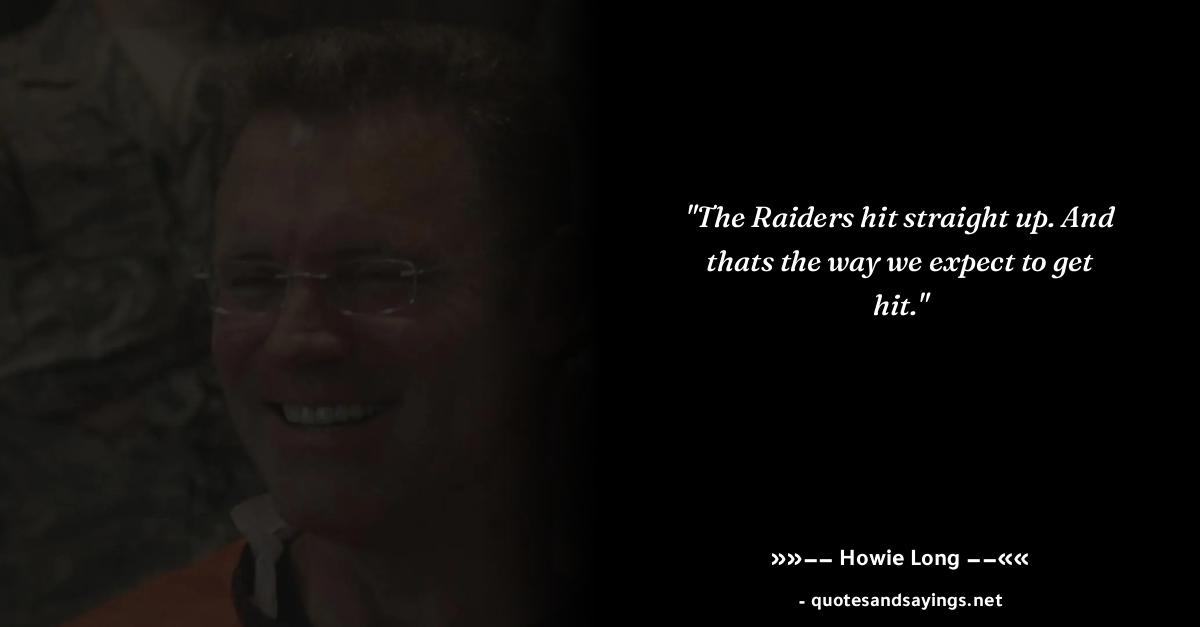 "The Raiders hit straight up. And
thats the way we expect to get
hit."
»»—— Howie Long ——««
- quotesandsayings.net